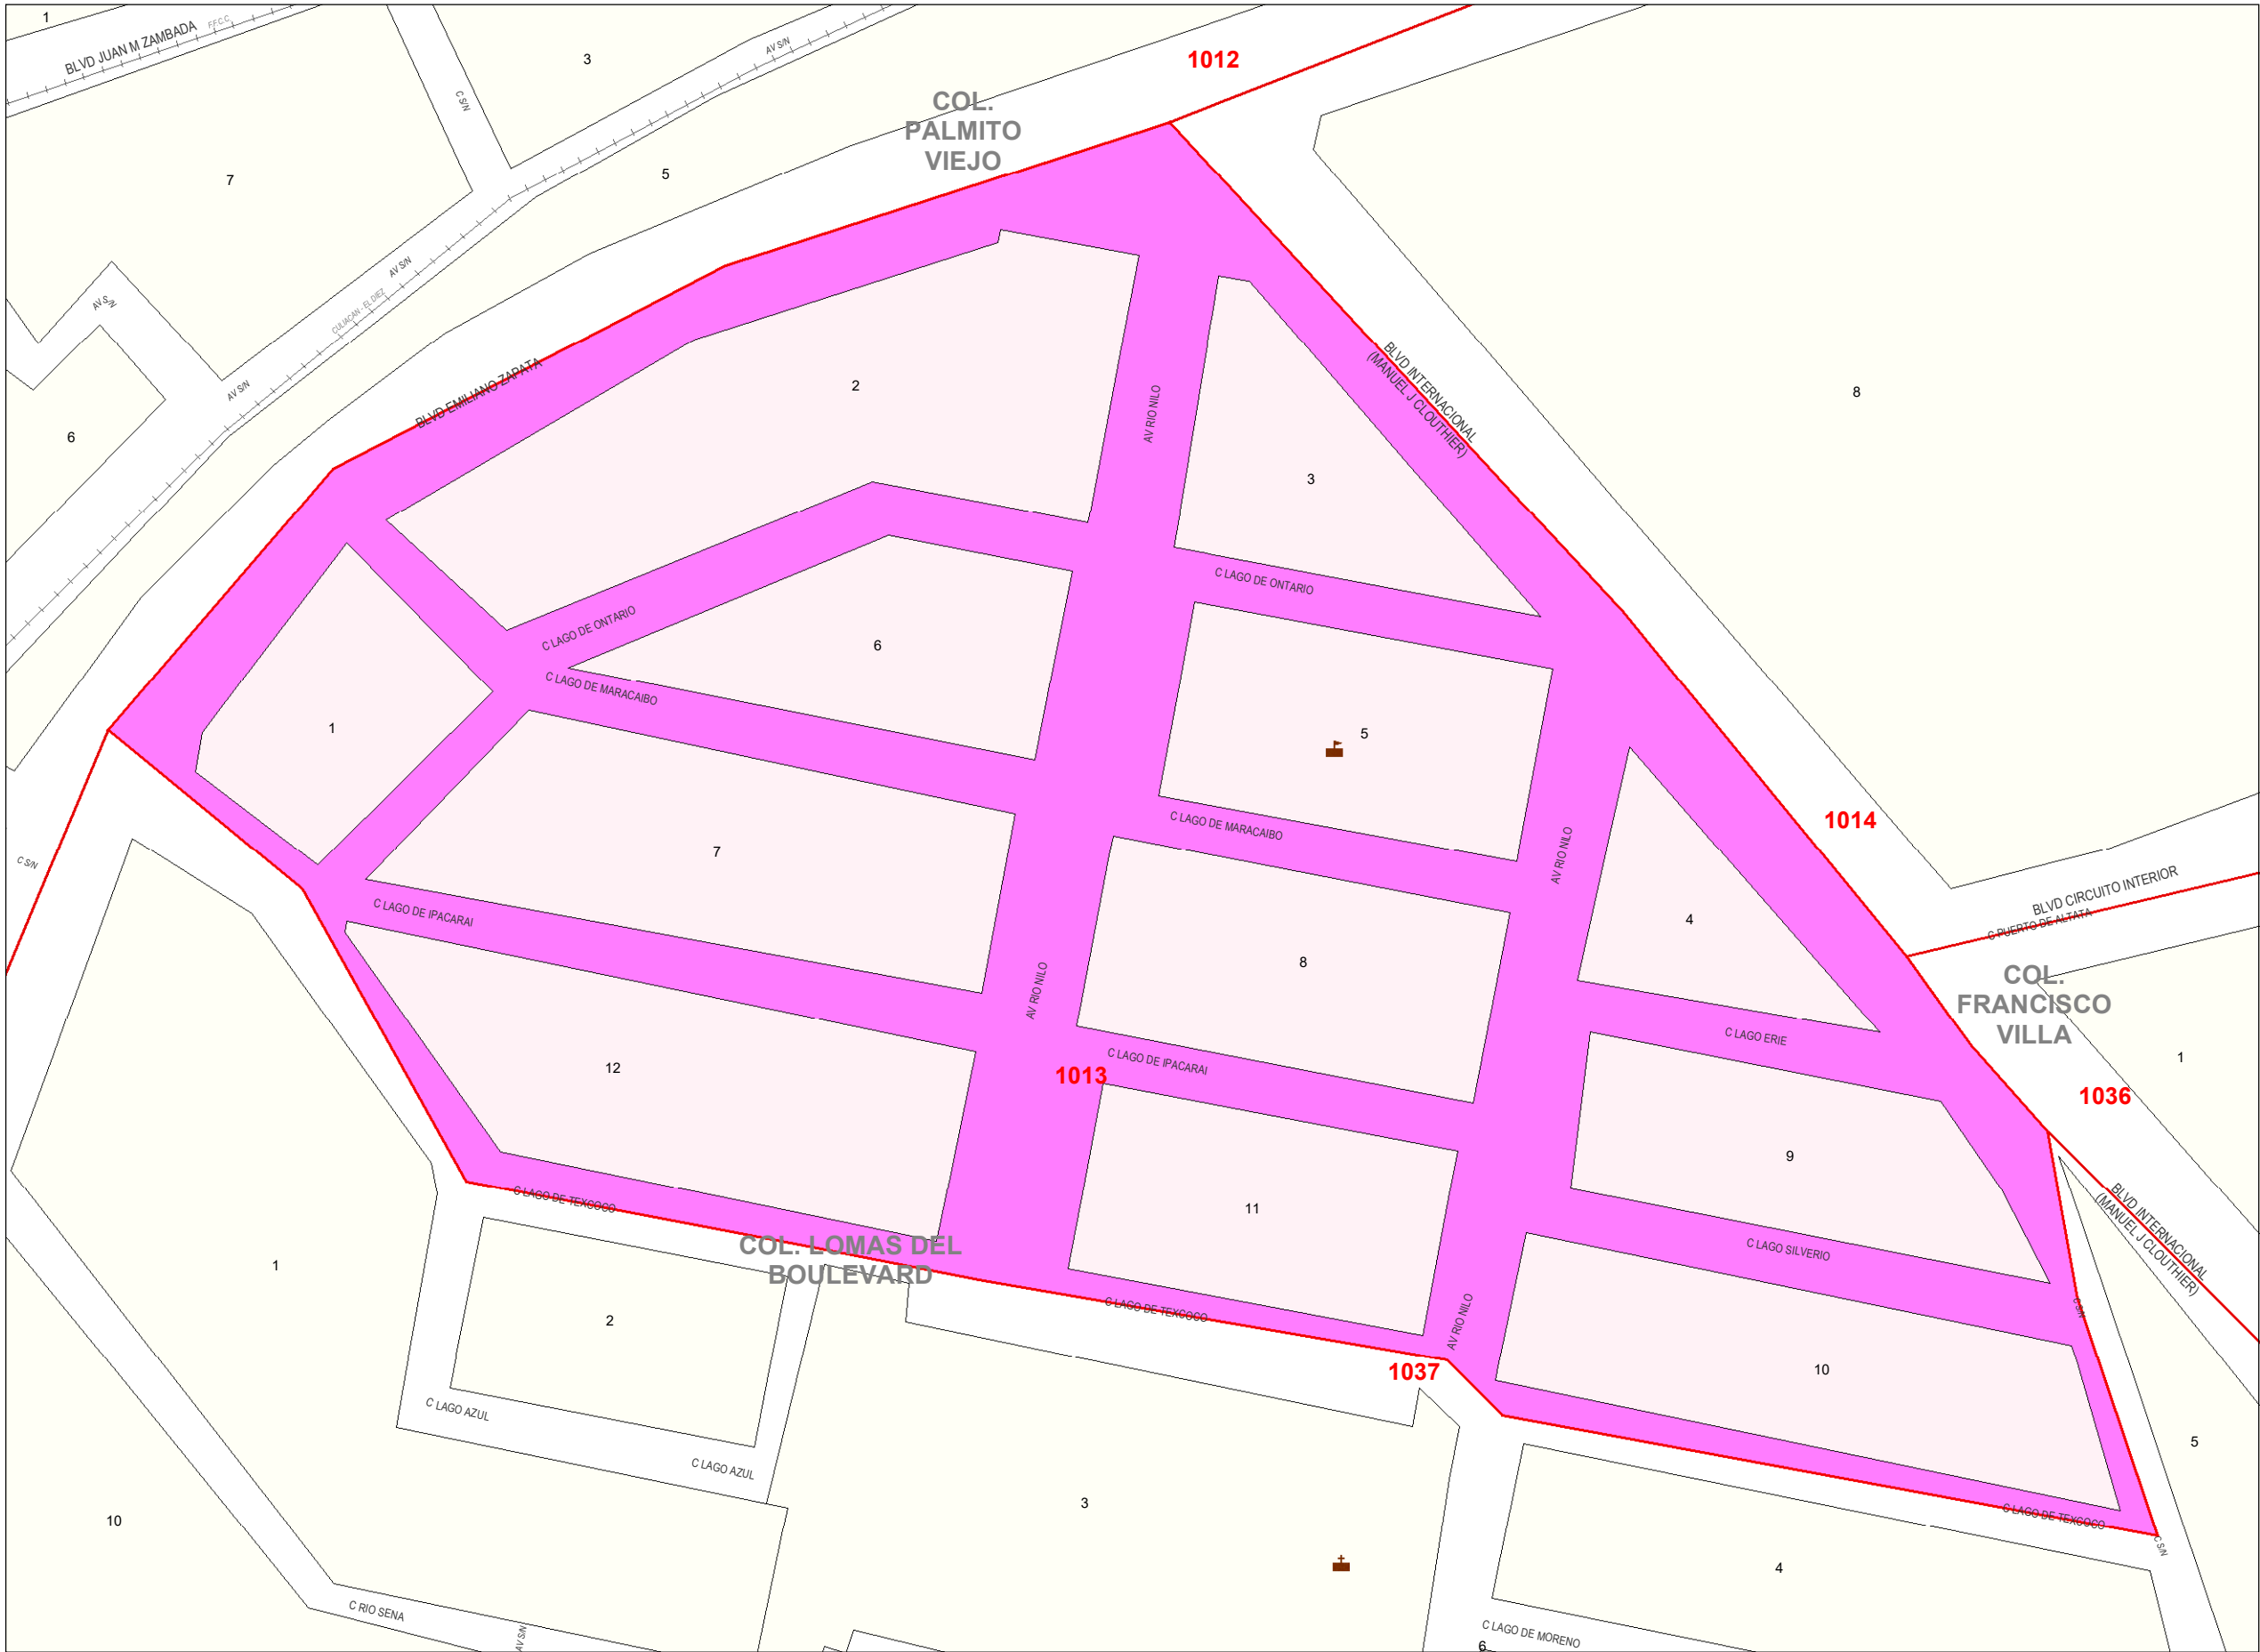 1
BLVD JUAN M ZAMBADA
F.F.C.C
3
AV S/N
1012
C S/N
COL.
PALMITO
VIEJO
7
5
AV S/N
CULIACAN - EL DIEZ
AV S/N
AV S/N
6
BLVD EMILIANO ZAPATA
2
AV RIO NILO
BLVD INTERNACIONAL
(MANUEL J CLOUTHIER)
8
3
C LAGO DE ONTARIO
C LAGO DE ONTARIO
6
C LAGO DE MARACAIBO
1
5
C LAGO DE MARACAIBO
1014
7
AV RIO NILO
C S/N
BLVD CIRCUITO INTERIOR
C PUERTO DE ALTATA
C LAGO DE IPACARAI
4
8
AV RIO NILO
COL.
FRANCISCO
VILLA
C LAGO ERIE
1
12
C LAGO DE IPACARAI
1013
1036
9
C LAGO DE TEXCOCO
11
BLVD INTERNACIONAL
(MANUEL J CLOUTHIER)
COL. LOMAS DEL
BOULEVARD
C LAGO SILVERIO
1
C LAGO DE TEXCOCO
C S/N
2
AV RIO NILO
1037
10
C LAGO AZUL
C LAGO AZUL
5
3
C LAGO DE TEXCOCO
10
C S/N
4
C RIO SENA
AV S/N
C LAGO DE MORENO
6